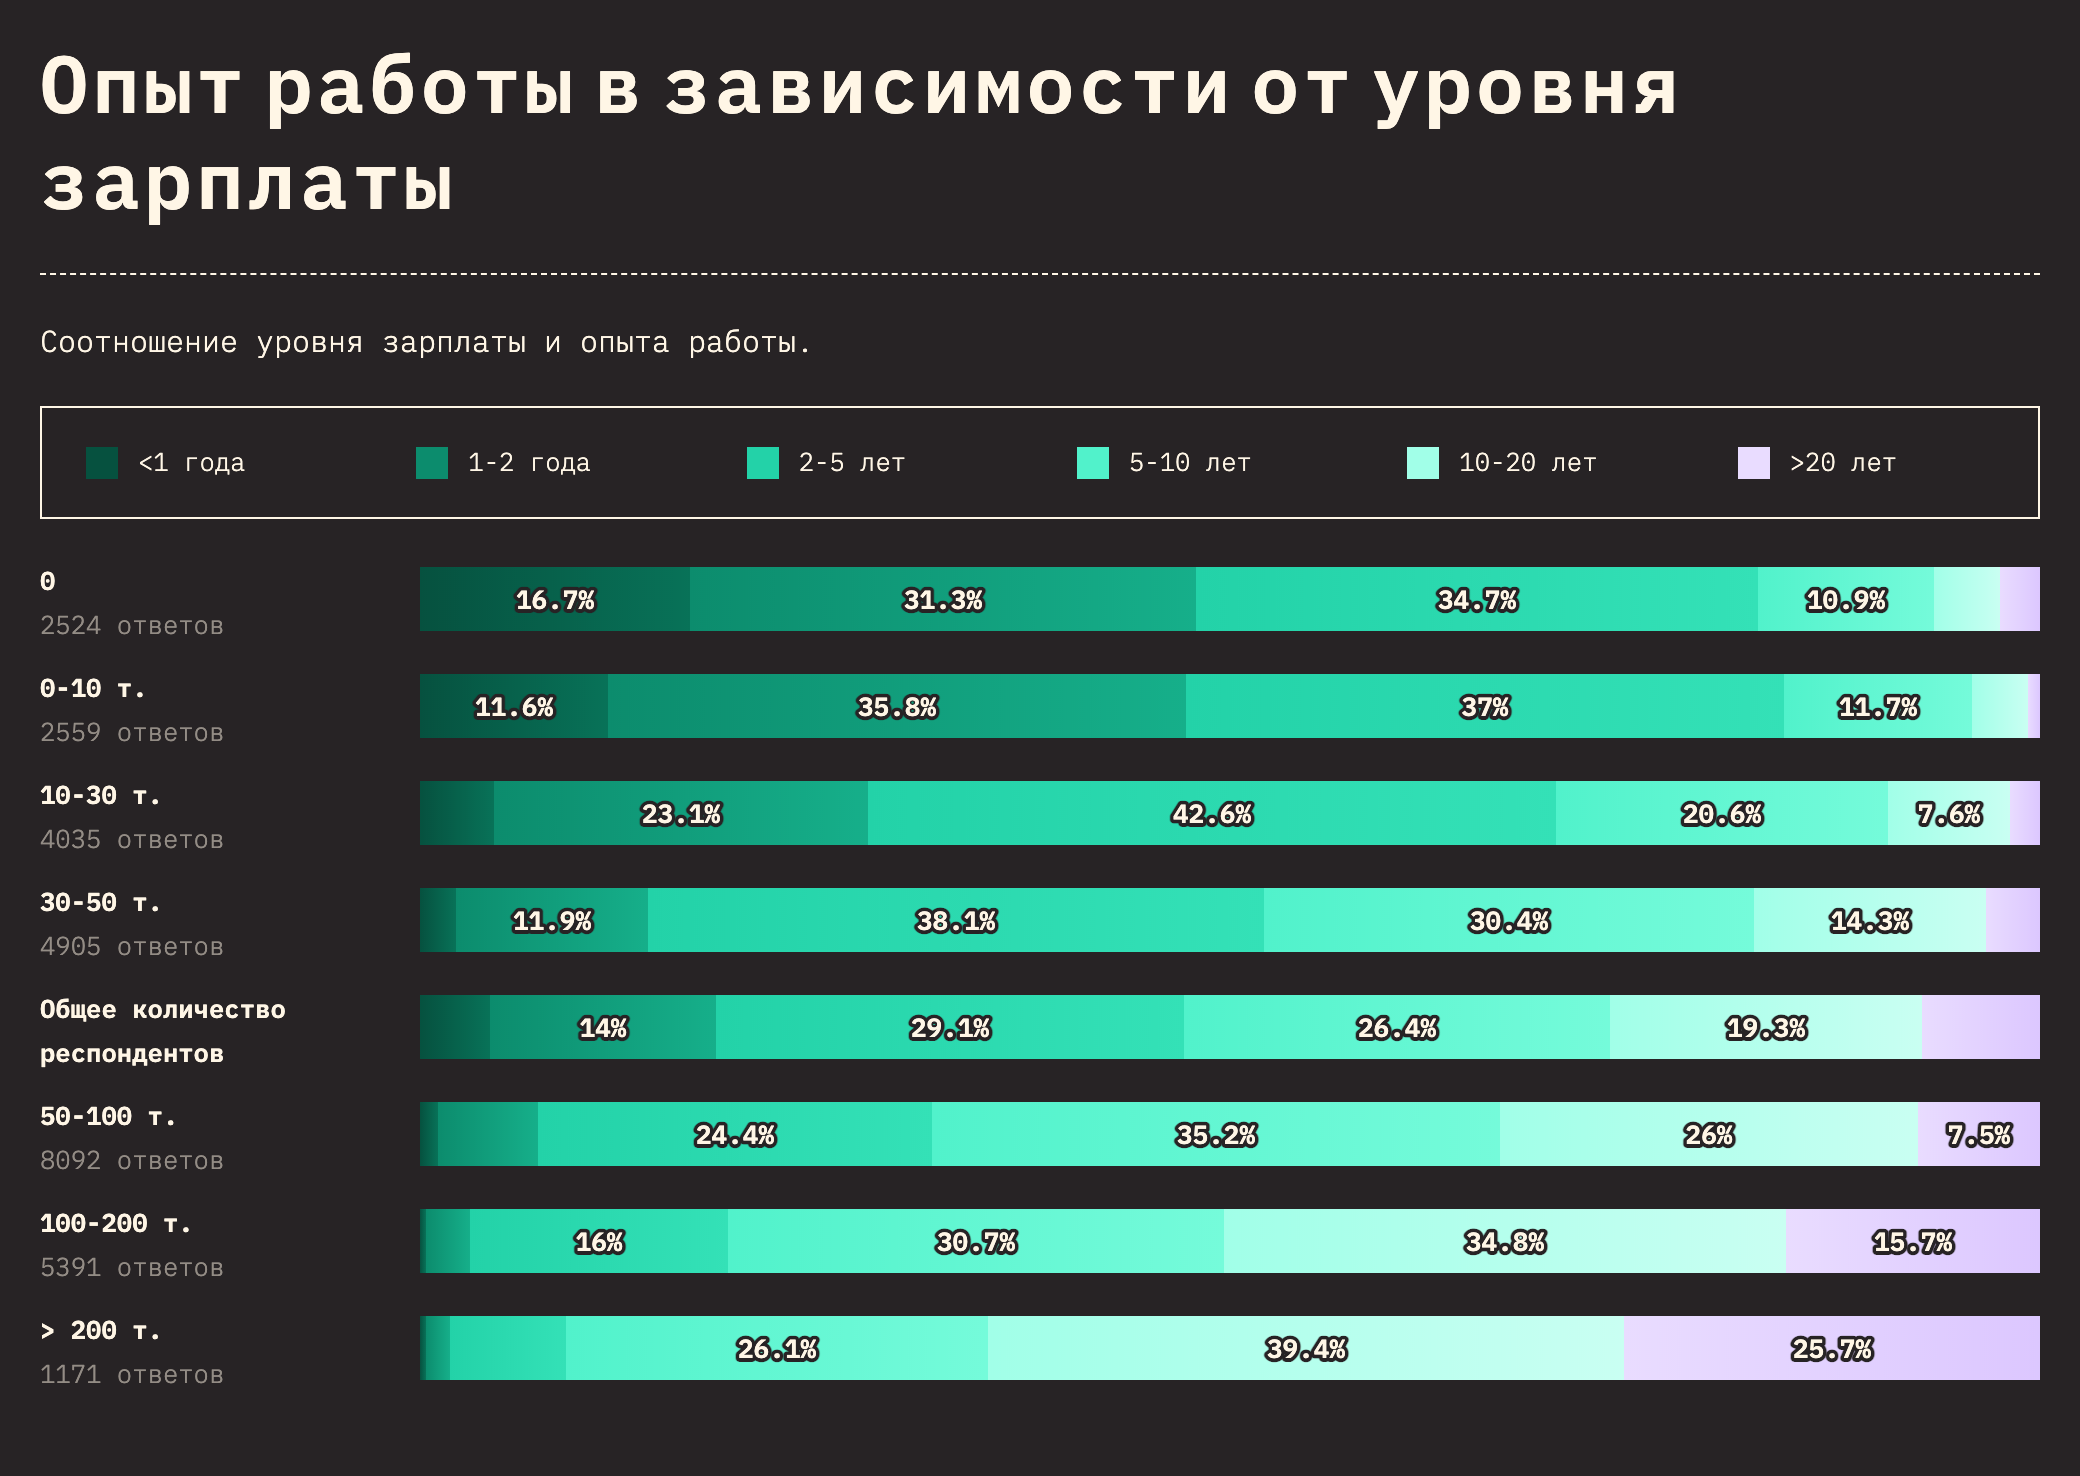 Опыт работы в зависимости от уровня
зарплаты
Соотношение уровня зарплаты и опыта работы.
<1 года 1-2 года 2-5 лет 5-10 лет 10-20 лет >20 лет
0
16.7% 31.3% 34.7% 10.9%
2524 ответов
0-10 т.
11.6% 35.8% 37% 11.7%
2559 ответов
10-30 т.
23.1% 42.6% 20.6% 7.6%
4035 ответов
30-50 т.
11.9% 38.1% 30.4% 14.3%
4905 ответов
Общее количество
14% 29.1% 26.4% 19.3%
респондентов
50-100 т.
24.4% 35.2% 26% 7.5%
8092 ответов
100-200 т.
16% 30.7% 34.8% 15.7%
5391 ответов
> 200 т.
26.1% 39.4% 25.7%
1171 ответов